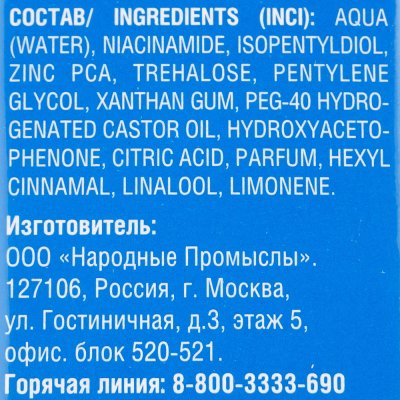 СОСТАВ/ INGREDIENTS (INCI): AQUA
(WATER), NIACINAMIDE, ISOPENTYLDIOL,
ZINC PCA, TREHALOSE, PENTYLENE
GLYCOL, XANTHAN GUM, PEG-40 HYDRO-
GENATED CASTOR OIL, HYDROXYACETO-
PHENONE, CITRIC ACID, PARFUM, HEXYL
CINNAMAL, LINALOOL, LIMONENE.
Изготовитель:
ООО «Народные Промыслы».
127106, Россия, г. Москва,
ул. Гостиничная, д.3, этаж 5,
офис. блок 520-521.
Горячая линия: 8-800-3333-690